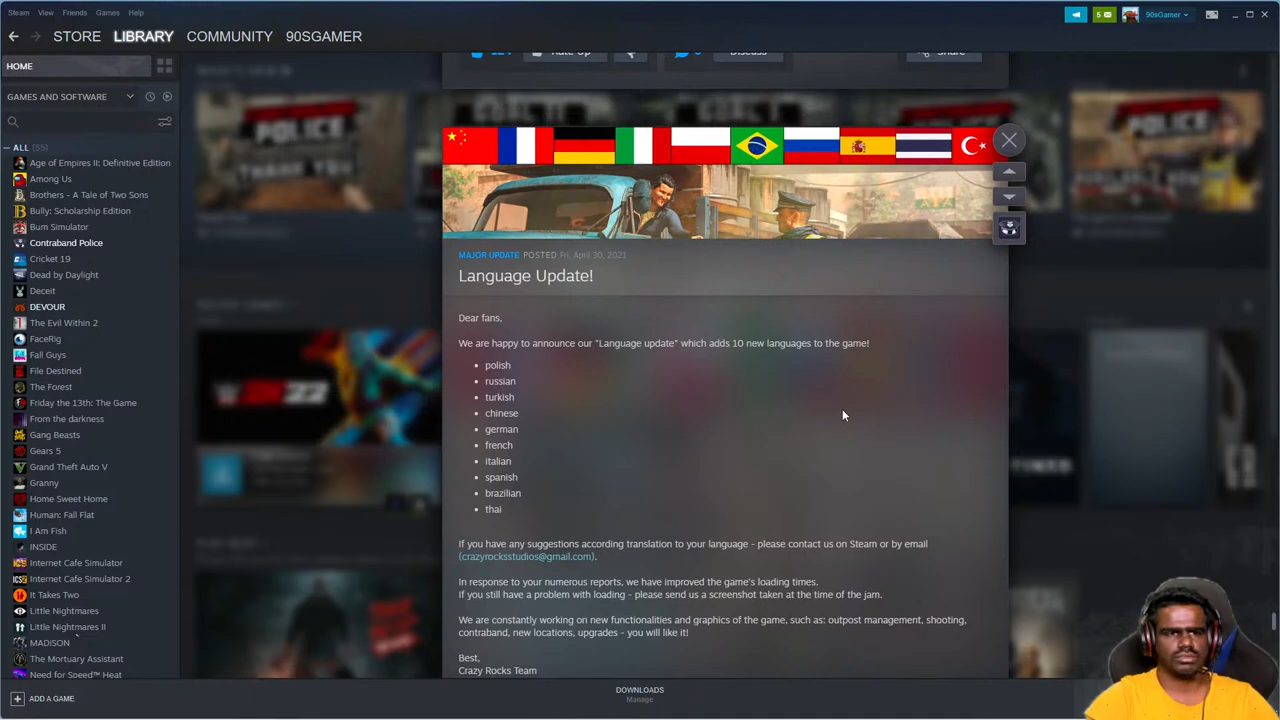 Steam View Friends Games Help
5
90sGamer
STORE LIBRARY COMMUNITY 90SGAMER
HOME
GAMES AND SOFTWARE
ALL (55)
Age of Empires II: Definitive Edition
Among Us
Brothers - A Tale of Two Sons
Bully: Scholarship Edition
Bum Simulator
Contraband Police
Cricket 19
Dead by Daylight
Deceit
DEVOUR
The Evil Within 2
FaceRig
Fall Guys
File Destined
The Forest
Friday the 13th: The Game
From the darkness
Gang Beasts
Gears 5
Grand Theft Auto V
Granny
Home Sweet Home
Human: Fall Flat
I Am Fish
INSIDE
Internet Cafe Simulator
Internet Cafe Simulator 2
It Takes Two
Little Nightmares
Little Nightmares II
MADiSON
The Mortuary Assistant
Need for Speed™ Heat
ADD A GAME
POLICE
THANK YOU
POLICE
2K22
Rate Up
Discuss
Share
MAJOR UPDATE POSTED Fri, April 30, 2021
Language Update!
Dear fans,
We are happy to announce our "Language update" which adds 10 new languages to the game!
• polish
• russian
• turkish
• chinese
• german
• french
• italian
• spanish
• brazilian
• thai
If you have any suggestions according translation to your language - please contact us on Steam or by email
(crazyrocksstudios@gmail.com).
In response to your numerous reports, we have improved the game's loading times.
If you still have a problem with loading - please send us a screenshot taken at the time of the jam.
We are constantly working on new functionalities and graphics of the game, such as: outpost management, shooting,
contraband, new locations, upgrades - you will like it!
Best,
Crazy Rocks Team
DOWNLOADS
Manage